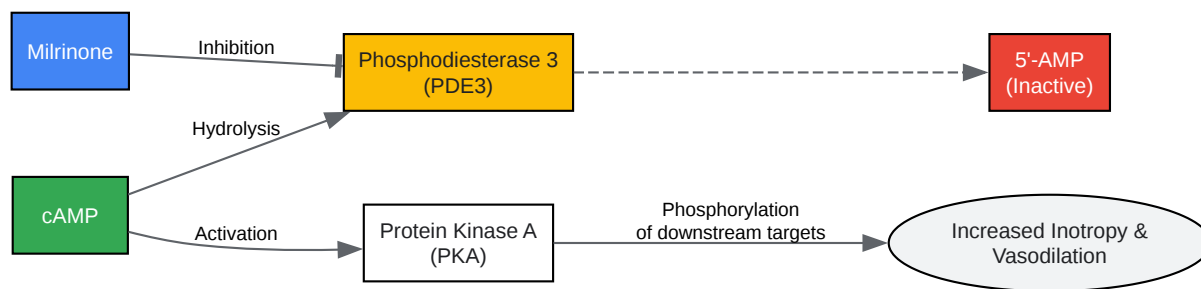 Milrinone
Inhibition
Phosphodiesterase 3
(PDE3)
5'-AMP
(Inactive)
Hydrolysis
cAMP
Activation
Protein Kinase A
(PKA)
Phosphorylation
of downstream targets
Increased Inotropy &
Vasodilation